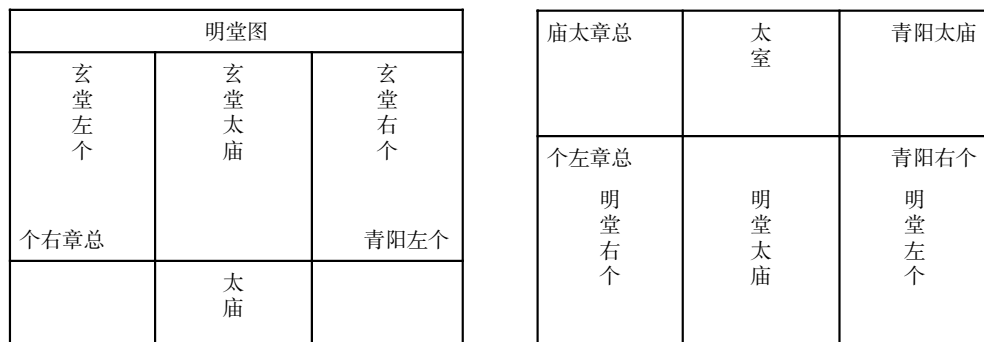 明堂图
玄堂左个
玄堂太庙
玄堂右个
个右章总
青阳左个
太庙
庙太章总
太室
青阳太庙
个左章总
青阳右个
明堂右个
明堂太庙
明堂左个